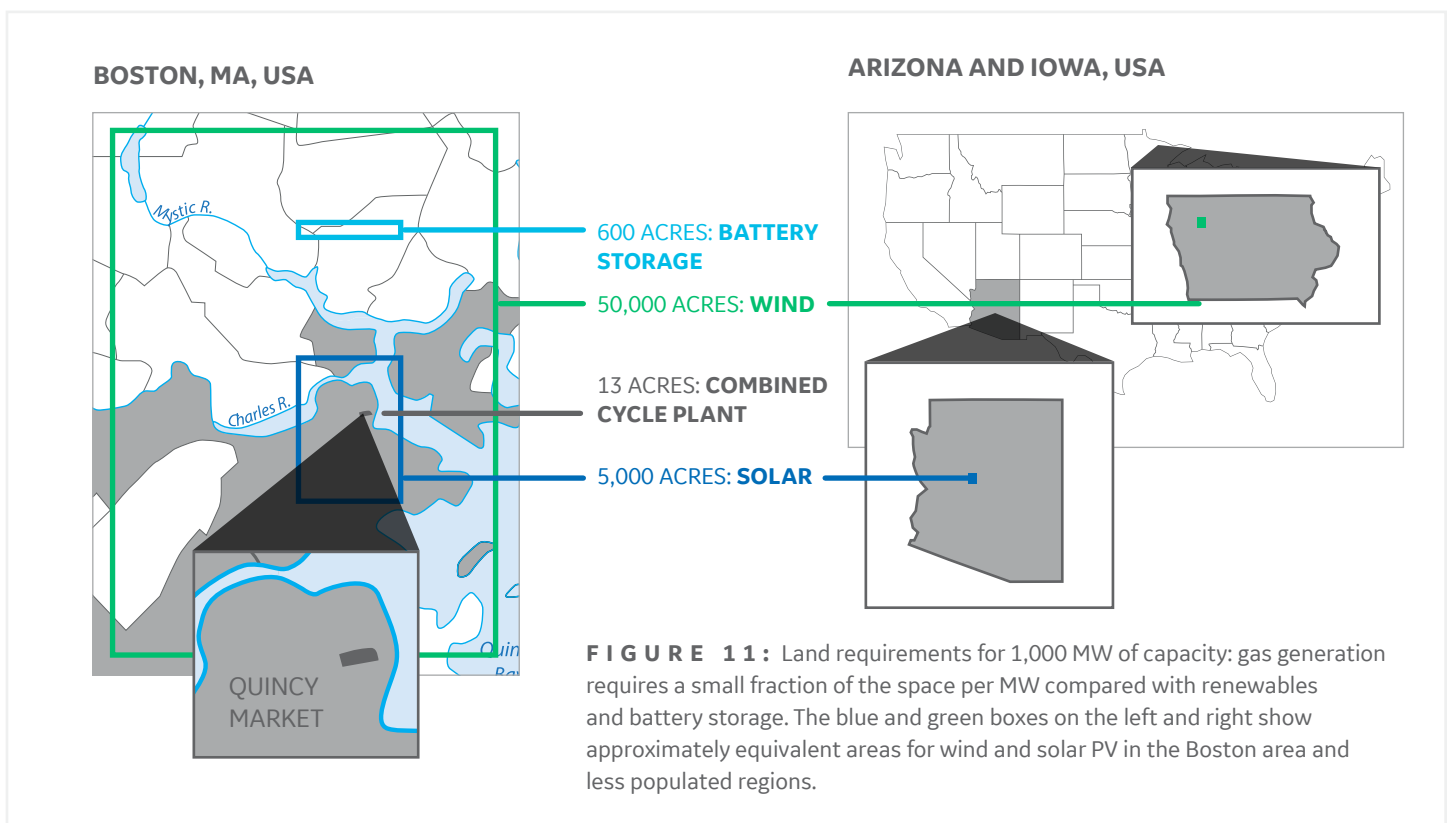 BOSTON, MA, USA
ARIZONA AND IOWA, USA
Mystic R.
Charles R.
QUINCY
MARKET
600 ACRES: BATTERY
STORAGE
50,000 ACRES: WIND
13 ACRES: COMBINED
CYCLE PLANT
5,000 ACRES: SOLAR
FIGURE 11: Land requirements for 1,000 MW of capacity: gas generation
requires a small fraction of the space per MW compared with renewables
and battery storage. The blue and green boxes on the left and right show
approximately equivalent areas for wind and solar PV in the Boston area and
less populated regions.